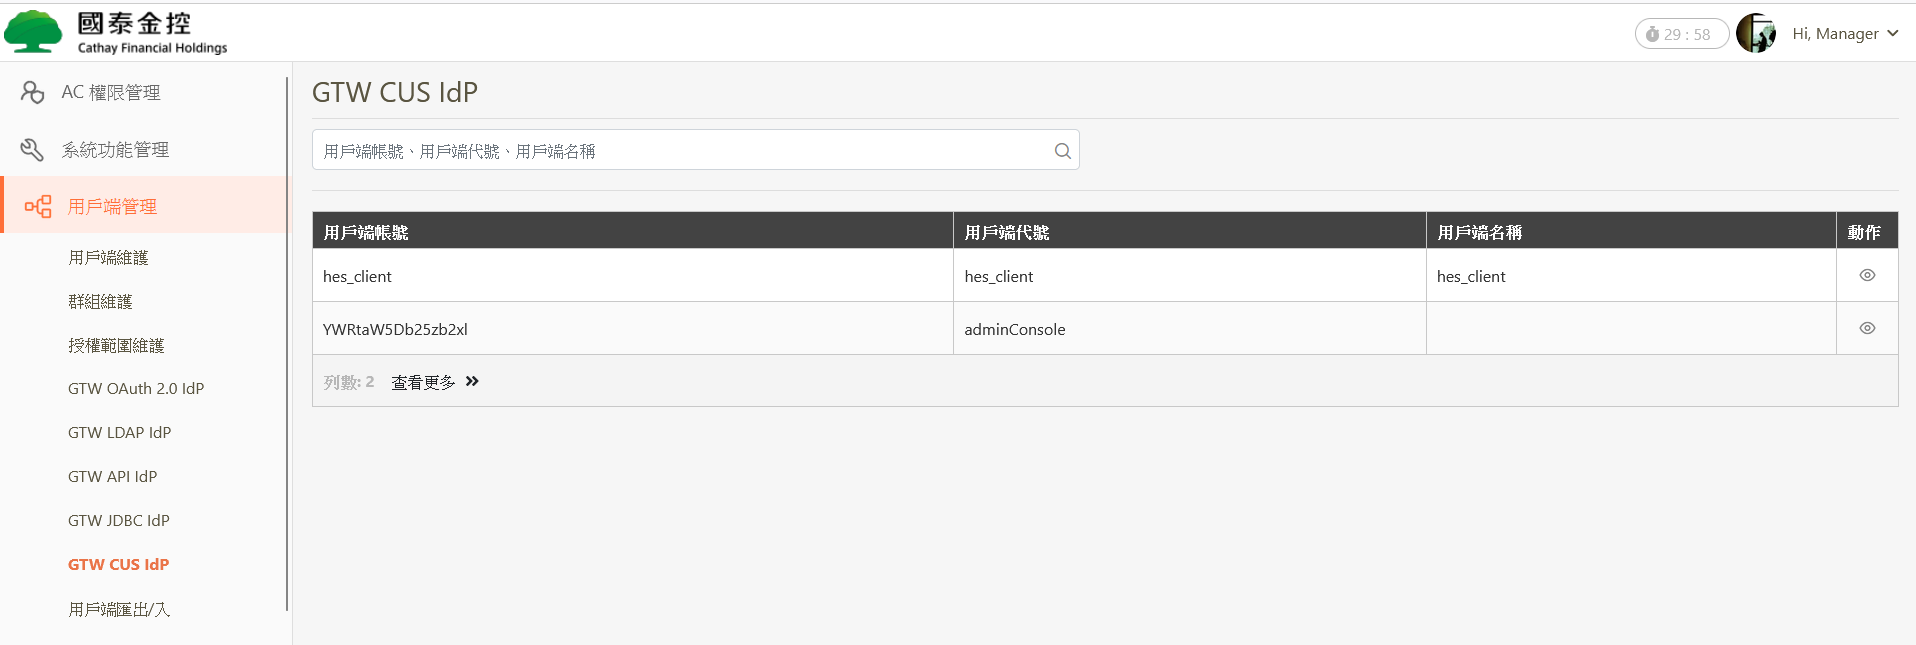 國泰金控
Cathay Financial Holdings
29 : 58
Hi, Manager
AC 權限管理
系統功能管理
用戶端管理
用戶端維護
群組維護
授權範圍維護
GTW OAuth 2.0 IdP
GTW LDAP IdP
GTW API IdP
GTW JDBC IdP
GTW CUS IdP
用戶端匯出/入
GTW CUS IdP
用戶端帳號、用戶端代號、用戶端名稱
用戶端帳號 用戶端代號 用戶端名稱 動作
hes_client hes_client hes_client
YWRtaW5Db25zb2xl adminConsole
列數: 2 查看更多